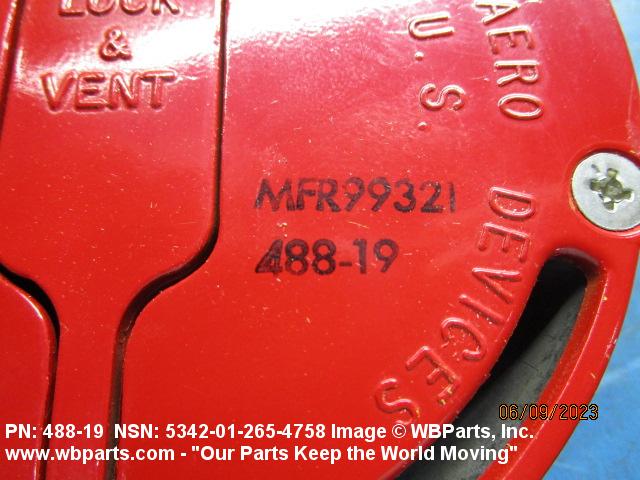 LOCK
&
VENT
AERO
DEVICES
U.S.
MFR99321
488-19
06/09/2023
PN: 488-19 NSN: 5342-01-265-4758 Image © WBParts, Inc.
www.wbparts.com - "Our Parts Keep the World Moving"